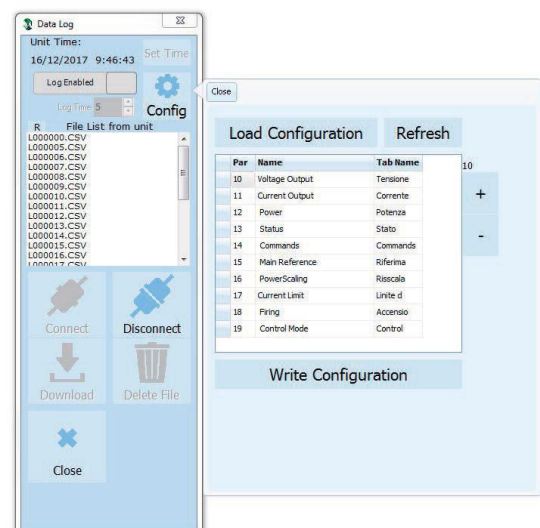 Data Log
Unit Time:
16/12/2017 9:46:43
Set Time
Log Enabled
Log Time 5
Config
R File List from unit
L000000.CSV
L000005.CSV
L000006.CSV
L000007.CSV
L000008.CSV
L000009.CSV
L000010.CSV
L000011.CSV
L000012.CSV
L000013.CSV
L000014.CSV
L000015.CSV
L000016.CSV
L000017.CSV
Connect
Disconnect
Download
Delete File
Close
Close
Load Configuration
Refresh
Par Name Tab Name
10 Voltage Output Tensione
11 Current Output Corrente
12 Power Potenza
13 Status Stato
14 Commands Commands
15 Main Reference Riferima
16 PowerScaling Risscala
17 Current Limit Linite d
18 Firing Accensio
19 Control Mode Control
10
+
-
Write Configuration